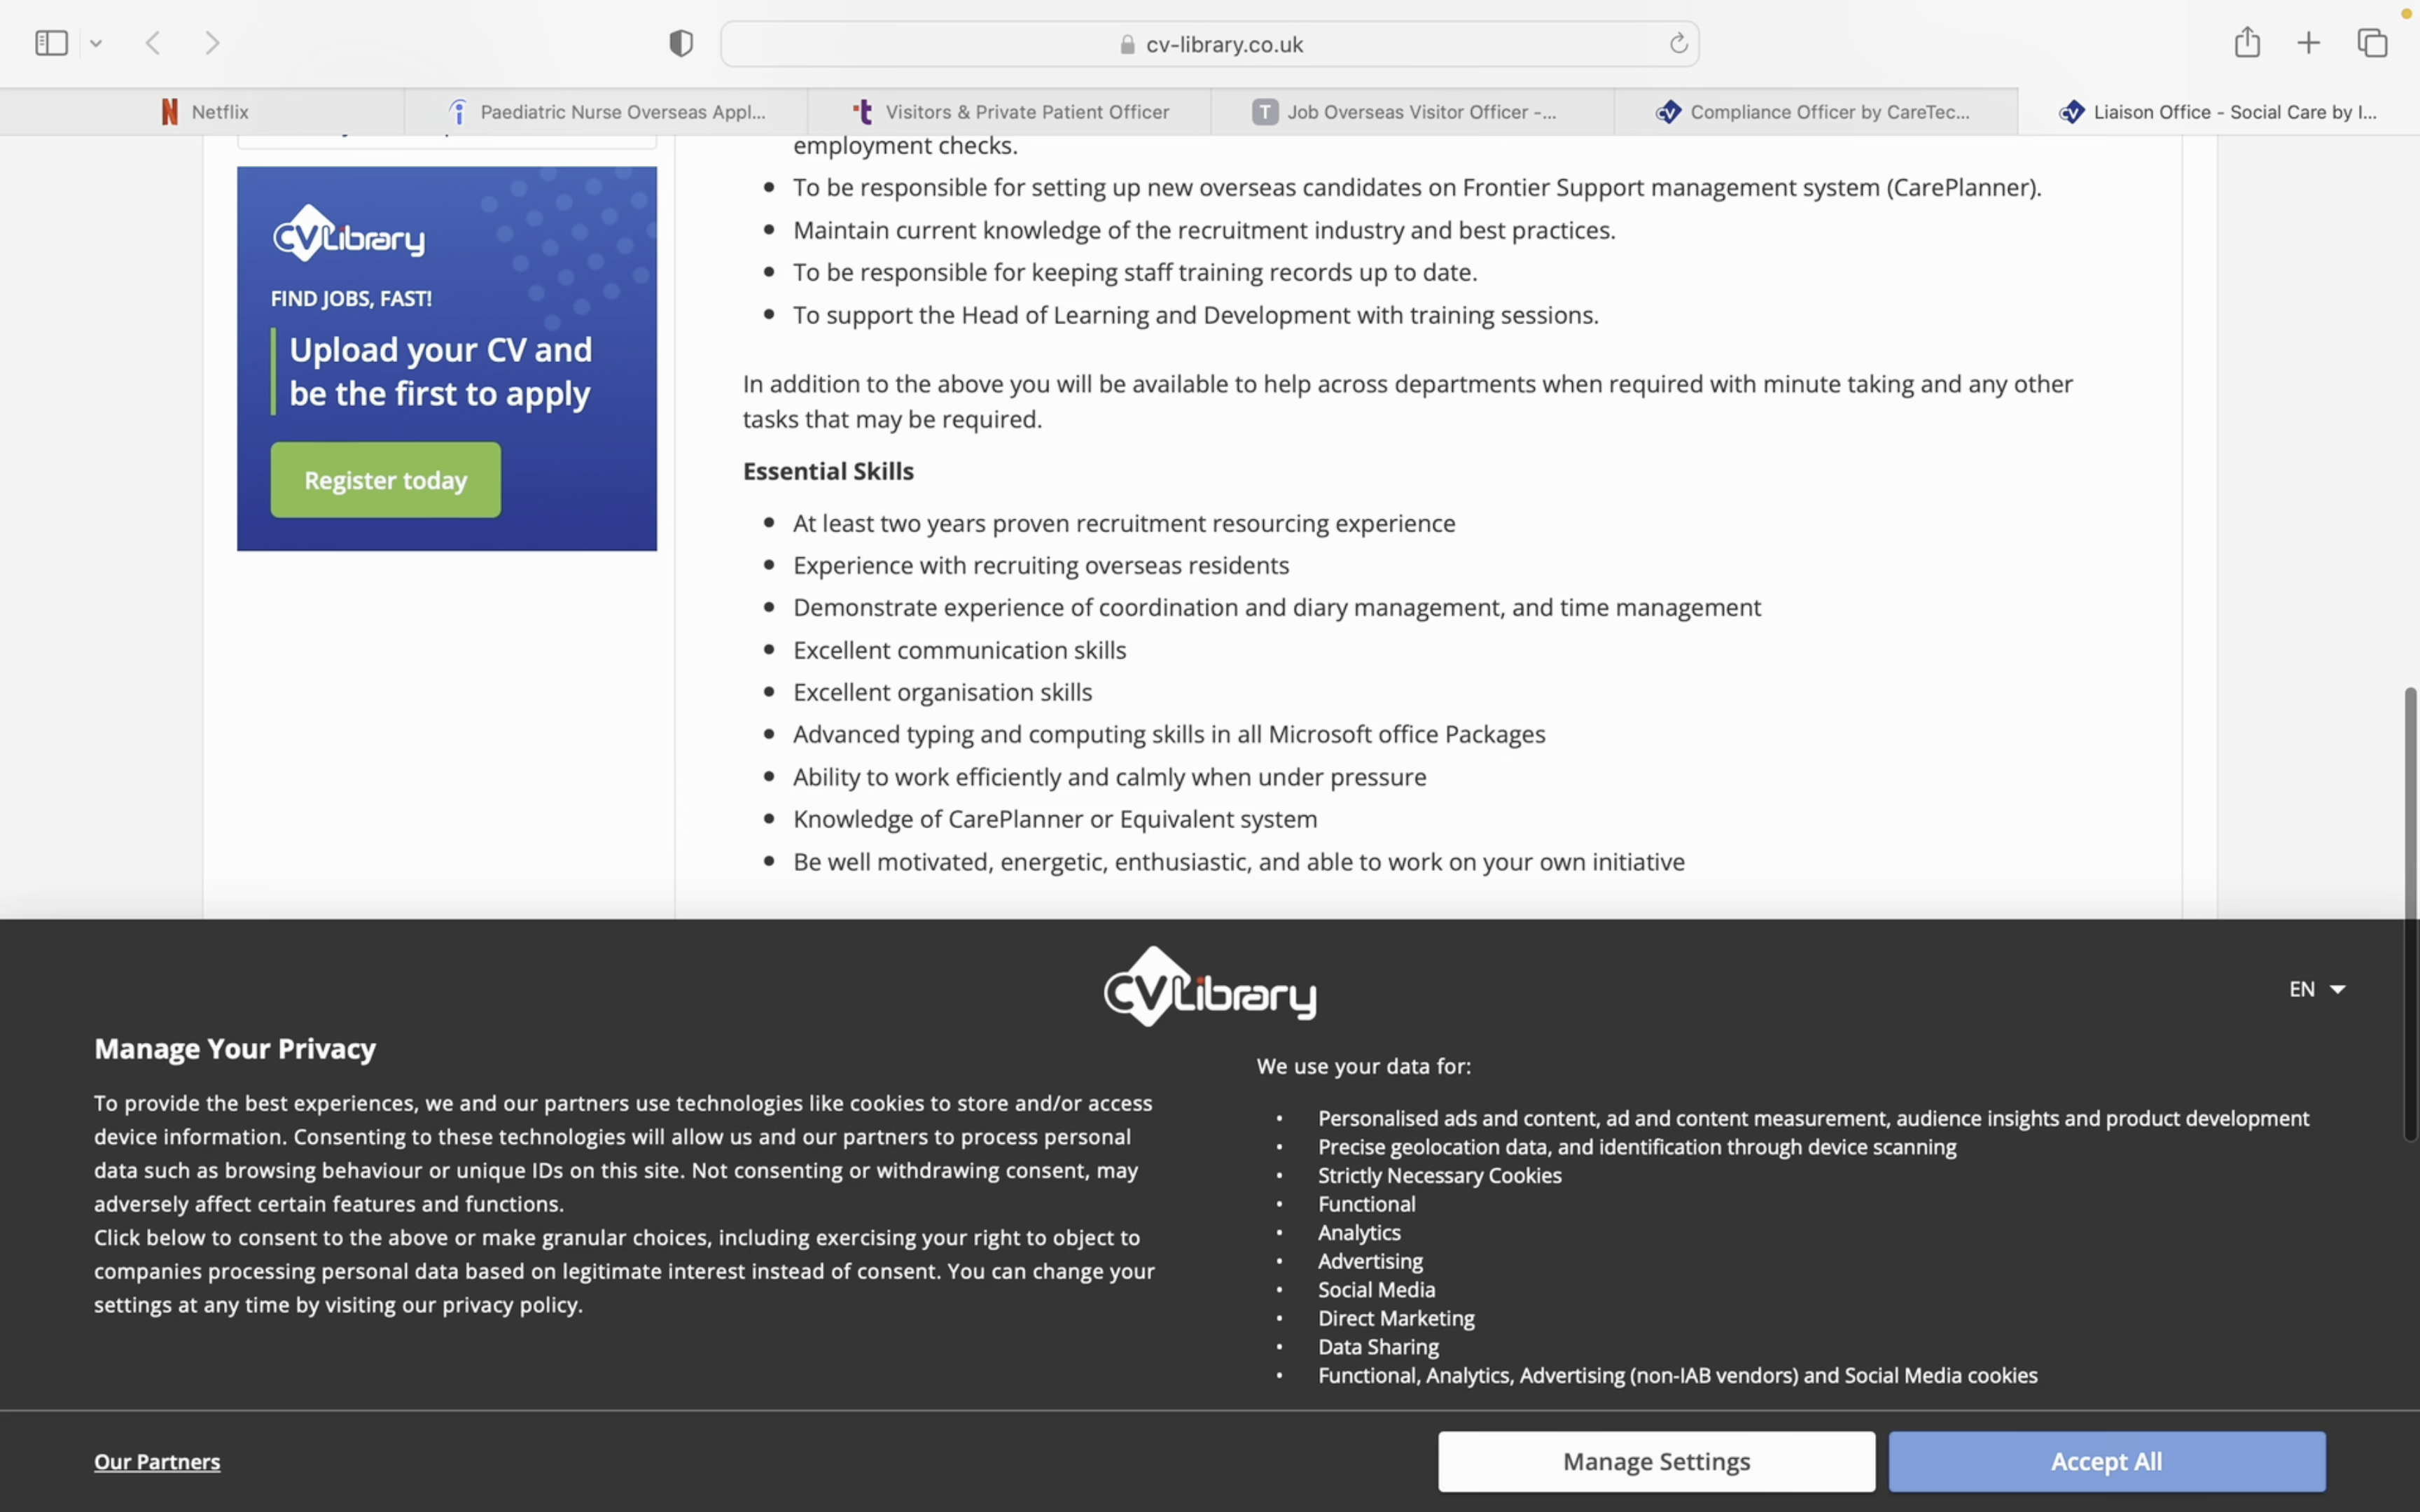 cv-library.co.uk
Netflix
Paediatric Nurse Overseas Appl...
Visitors & Private Patient Officer
T Job Overseas Visitor Officer -...
Compliance Officer by CareTec...
Liaison Office - Social Care by I...
CVLibrary
FIND JOBS, FAST!
Upload your CV and
be the first to apply
Register today
employment checks.
• To be responsible for setting up new overseas candidates on Frontier Support management system (CarePlanner).
• Maintain current knowledge of the recruitment industry and best practices.
• To be responsible for keeping staff training records up to date.
• To support the Head of Learning and Development with training sessions.
In addition to the above you will be available to help across departments when required with minute taking and any other
tasks that may be required.
Essential Skills
• At least two years proven recruitment resourcing experience
• Experience with recruiting overseas residents
• Demonstrate experience of coordination and diary management, and time management
• Excellent communication skills
• Excellent organisation skills
• Advanced typing and computing skills in all Microsoft office Packages
• Ability to work efficiently and calmly when under pressure
• Knowledge of CarePlanner or Equivalent system
• Be well motivated, energetic, enthusiastic, and able to work on your own initiative
CVLibrary
EN
Manage Your Privacy
To provide the best experiences, we and our partners use technologies like cookies to store and/or access
device information. Consenting to these technologies will allow us and our partners to process personal
data such as browsing behaviour or unique IDs on this site. Not consenting or withdrawing consent, may
adversely affect certain features and functions.
Click below to consent to the above or make granular choices, including exercising your right to object to
companies processing personal data based on legitimate interest instead of consent. You can change your
settings at any time by visiting our privacy policy.
We use your data for:
• Personalised ads and content, ad and content measurement, audience insights and product development
• Precise geolocation data, and identification through device scanning
• Strictly Necessary Cookies
• Functional
• Analytics
• Advertising
• Social Media
• Direct Marketing
• Data Sharing
• Functional, Analytics, Advertising (non-IAB vendors) and Social Media cookies
Our Partners
Manage Settings
Accept All